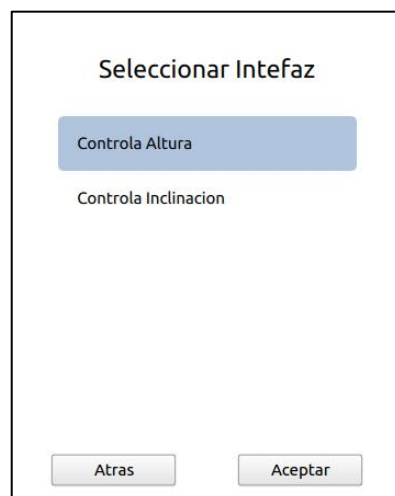 Seleccionar Intefaz
Controla Altura
Controla Inclinacion
Atras Aceptar